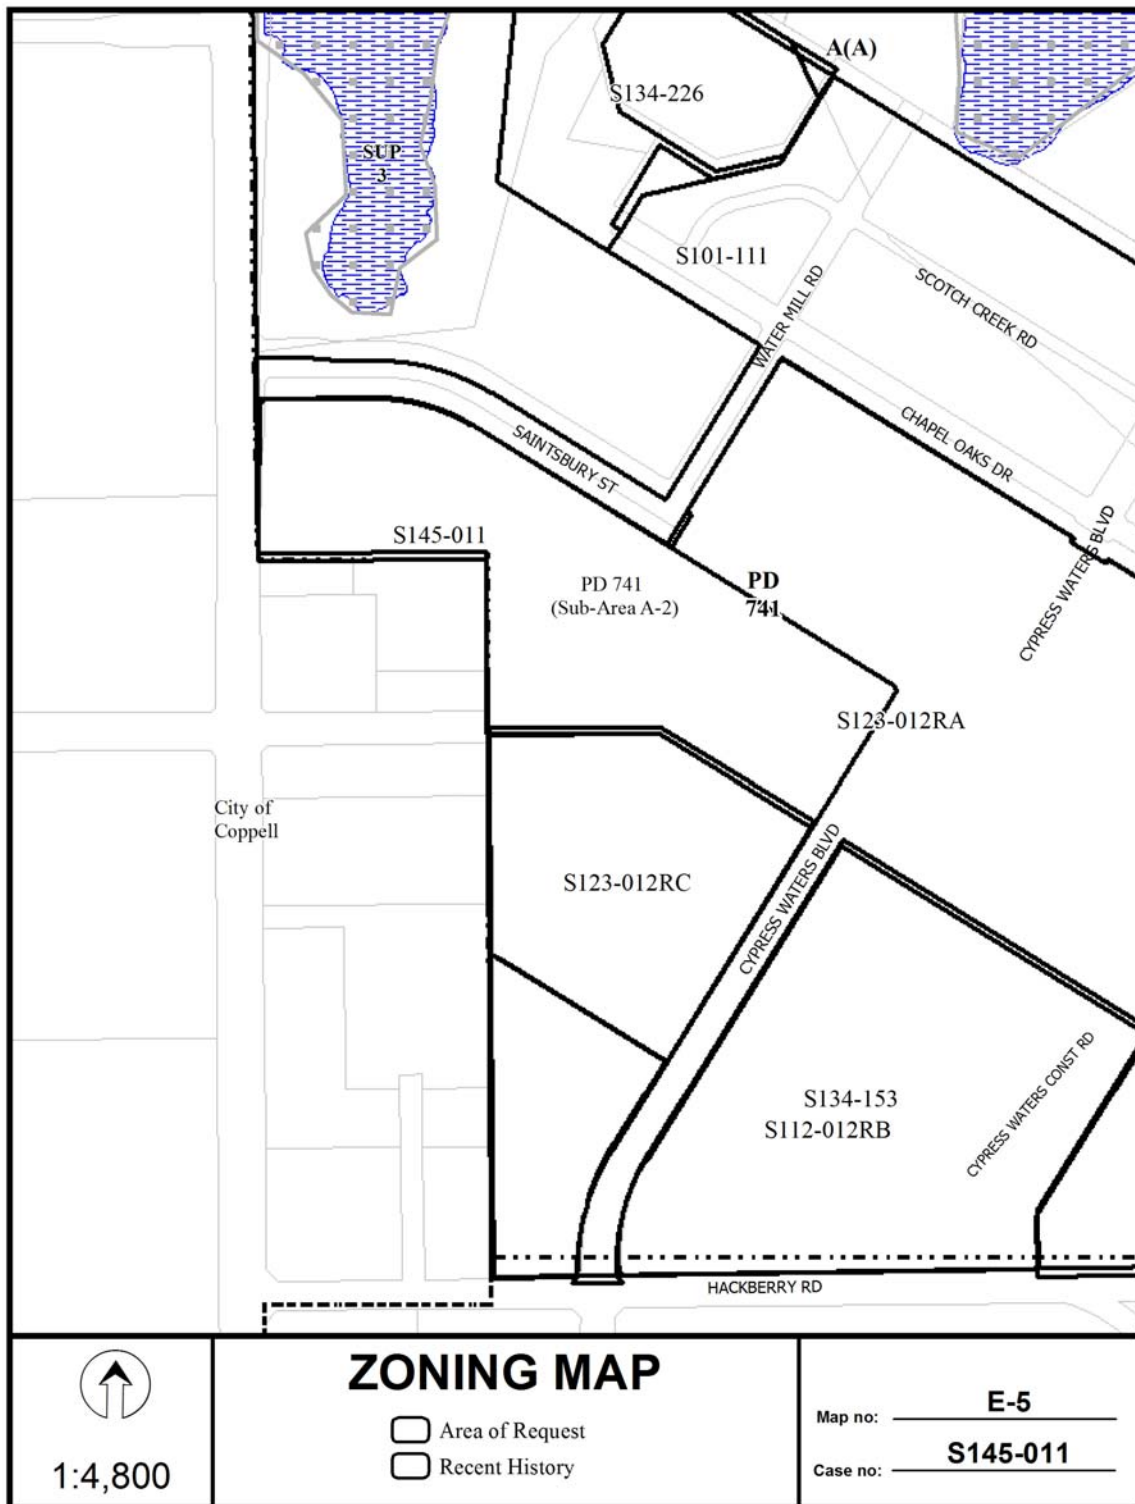 A(A)
S134-226
SUP
3
S101-111
WATER MILL RD
SCOTCH CREEK RD
CHAPEL OAKS DR
SAINTSBURY ST
S145-011
CYPRESS WATERS BLVD
PD 741
(Sub-Area A-2)
PD
741
S123-012RA
City of
Coppell
S123-012RC
CYPRESS WATERS BLVD
CYPRESS WATERS CONST RD
S134-153
S112-012RB
HACKBERRY RD
1:4,800
ZONING MAP
Area of Request
Recent History
Map no: E-5
Case no: S145-011